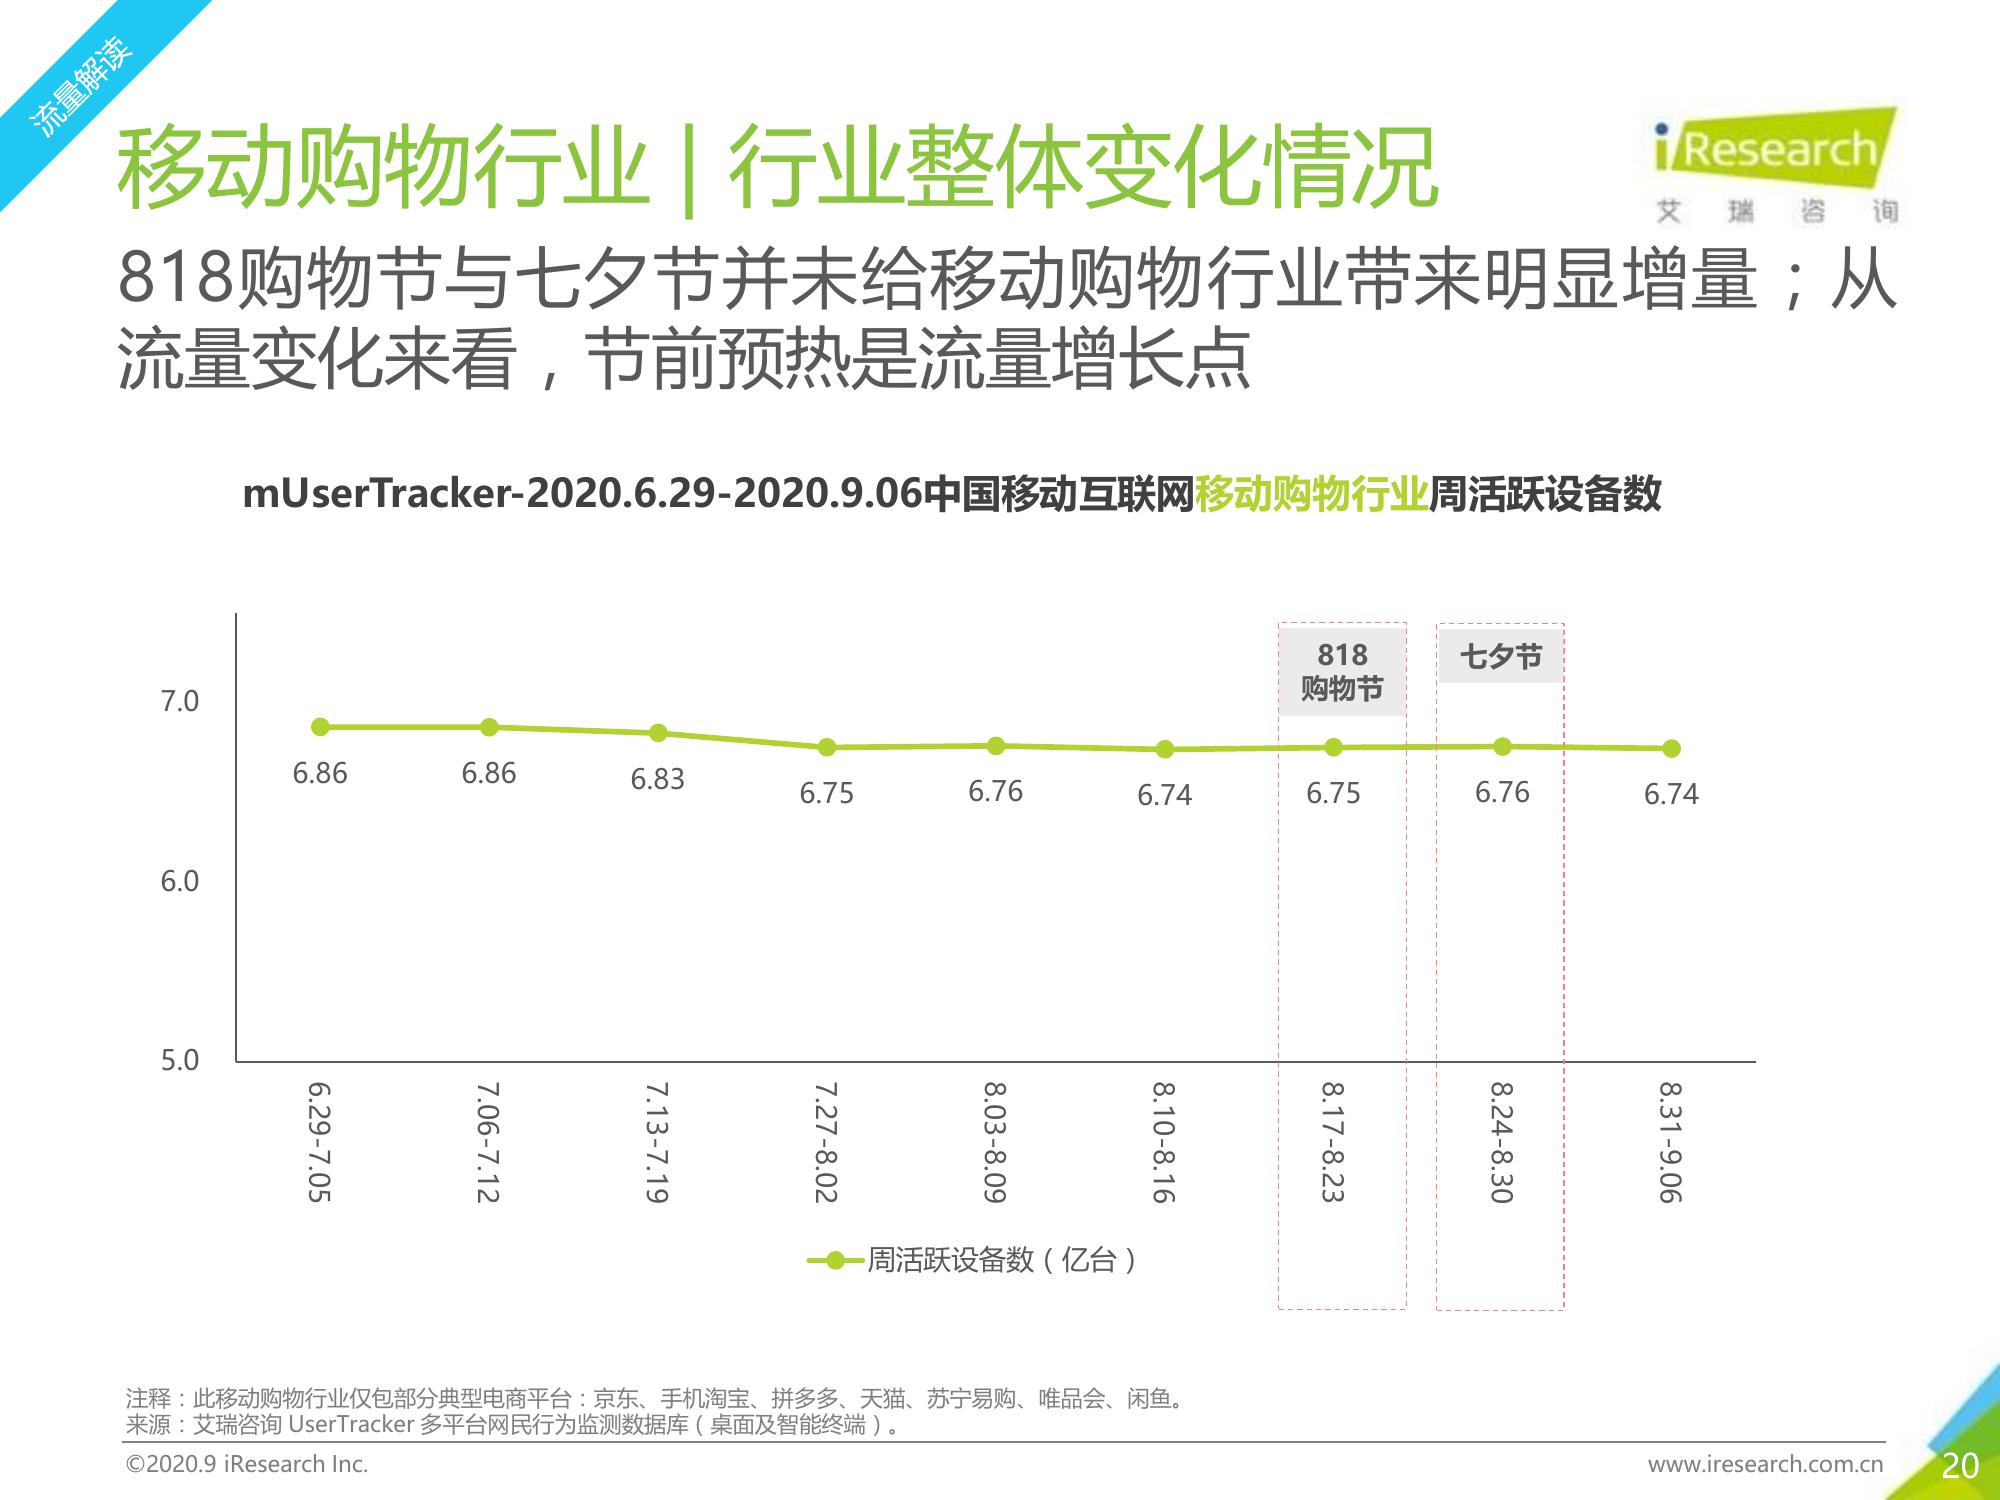 流量解读
移动购物行业 | 行业整体变化情况
iResearch
艾瑞咨询
818购物节与七夕节并未给移动购物行业带来明显增量；从
流量变化来看，节前预热是流量增长点
mUserTracker-2020.6.29-2020.9.06中国移动互联网移动购物行业周活跃设备数
818
购物节
七夕节
7.0
6.0
5.0
6.86
6.86
6.83
6.75
6.76
6.74
6.75
6.76
6.74
6.29-7.05
7.06-7.12
7.13-7.19
7.27-8.02
8.03-8.09
8.10-8.16
8.17-8.23
8.24-8.30
8.31-9.06
周活跃设备数（亿台）
注释：此移动购物行业仅包部分典型电商平台：京东、手机淘宝、拼多多、天猫、苏宁易购、唯品会、闲鱼。
来源：艾瑞咨询 UserTracker 多平台网民行为监测数据库（桌面及智能终端）。
©2020.9 iResearch Inc.
www.iresearch.com.cn
20